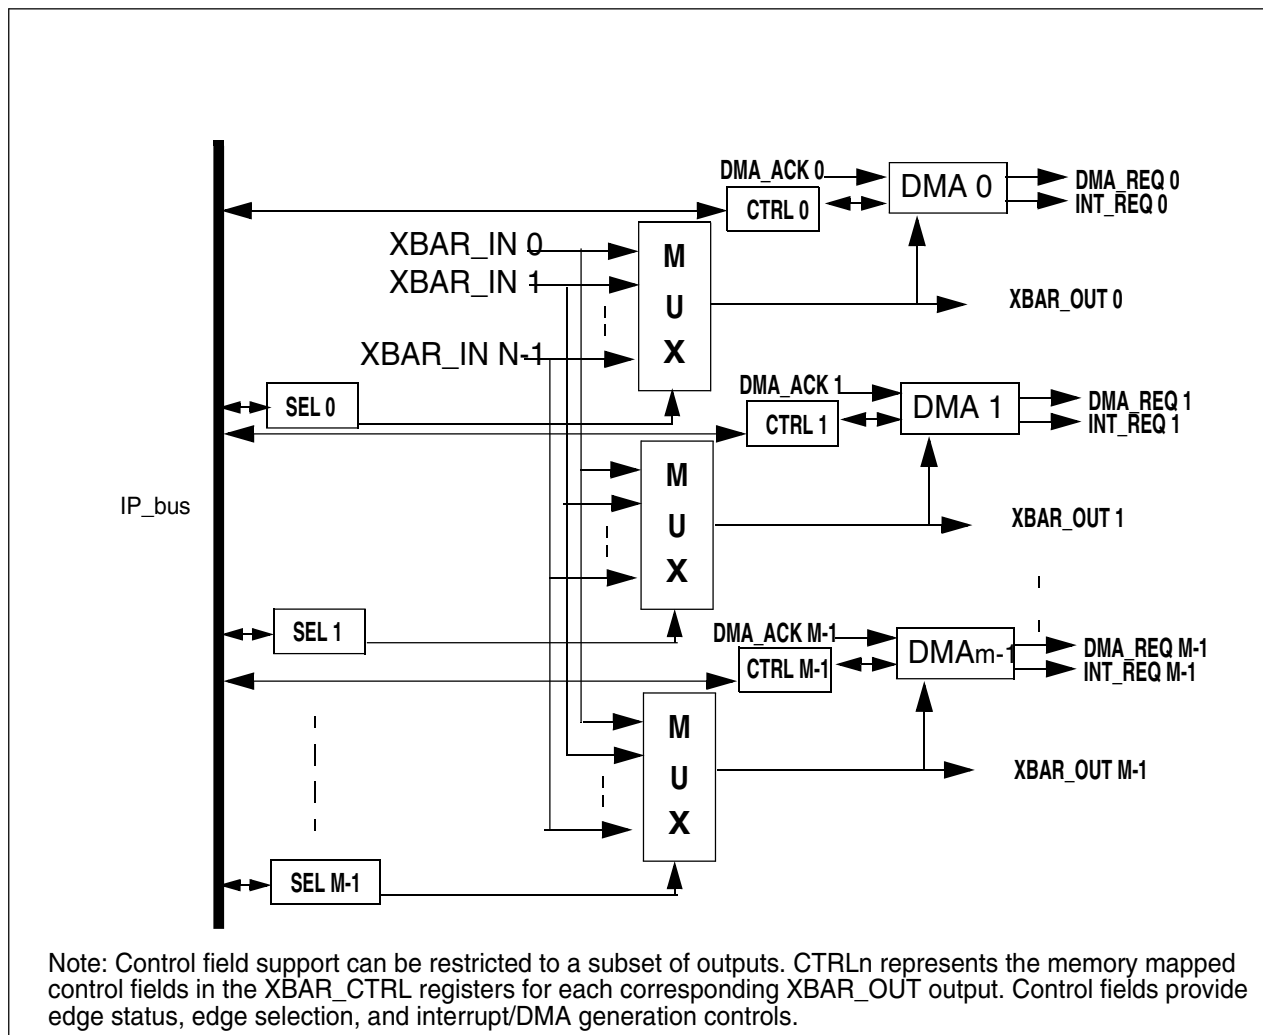 DMA_ACK 0
DMA 0
DMA_REQ 0
CTRL 0
INT_REQ 0
XBAR_IN 0
XBAR_IN 1
XBAR_IN N-1
M
U
X
XBAR_OUT 0
SEL 0
DMA_ACK 1
DMA 1
DMA_REQ 1
CTRL 1
INT_REQ 1
IP_bus
M
U
X
XBAR_OUT 1
SEL 1
DMA_ACK M-1
DMAm-1
DMA_REQ M-1
CTRL M-1
INT_REQ M-1
M
U
X
XBAR_OUT M-1
SEL M-1
Note: Control field support can be restricted to a subset of outputs. CTRLn represents the memory mapped
control fields in the XBAR_CTRL registers for each corresponding XBAR_OUT output. Control fields provide
edge status, edge selection, and interrupt/DMA generation controls.